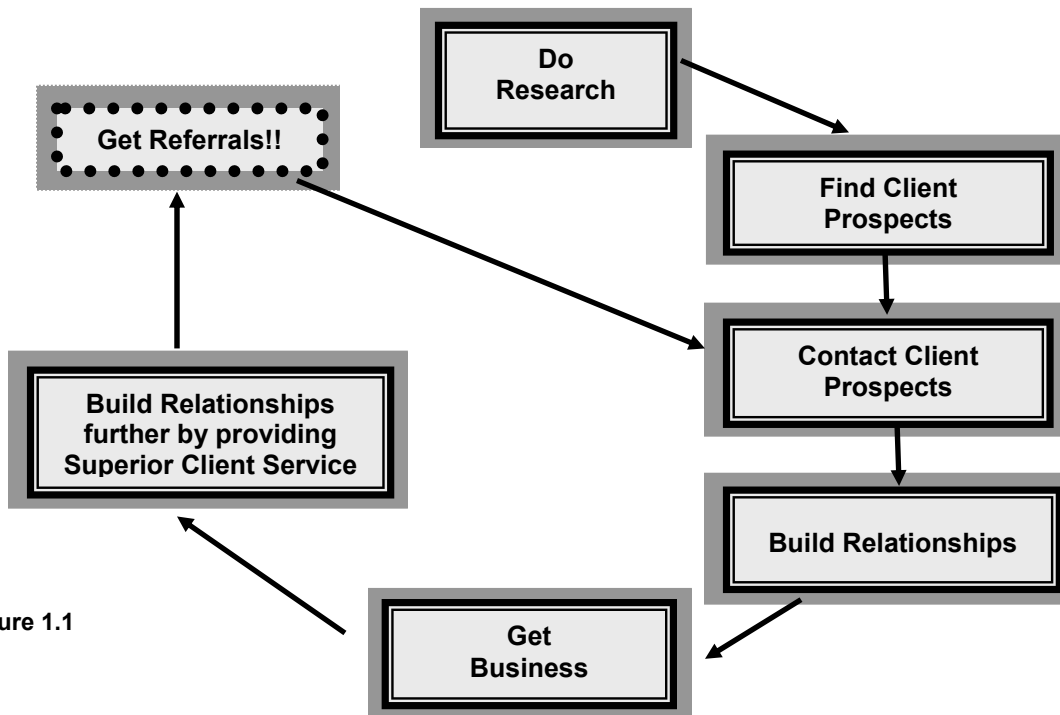 Do
Research
Get Referrals!!
Find Client
Prospects
Contact Client
Prospects
Build Relationships
further by providing
Superior Client Service
Build Relationships
Get
Business
ure 1.1